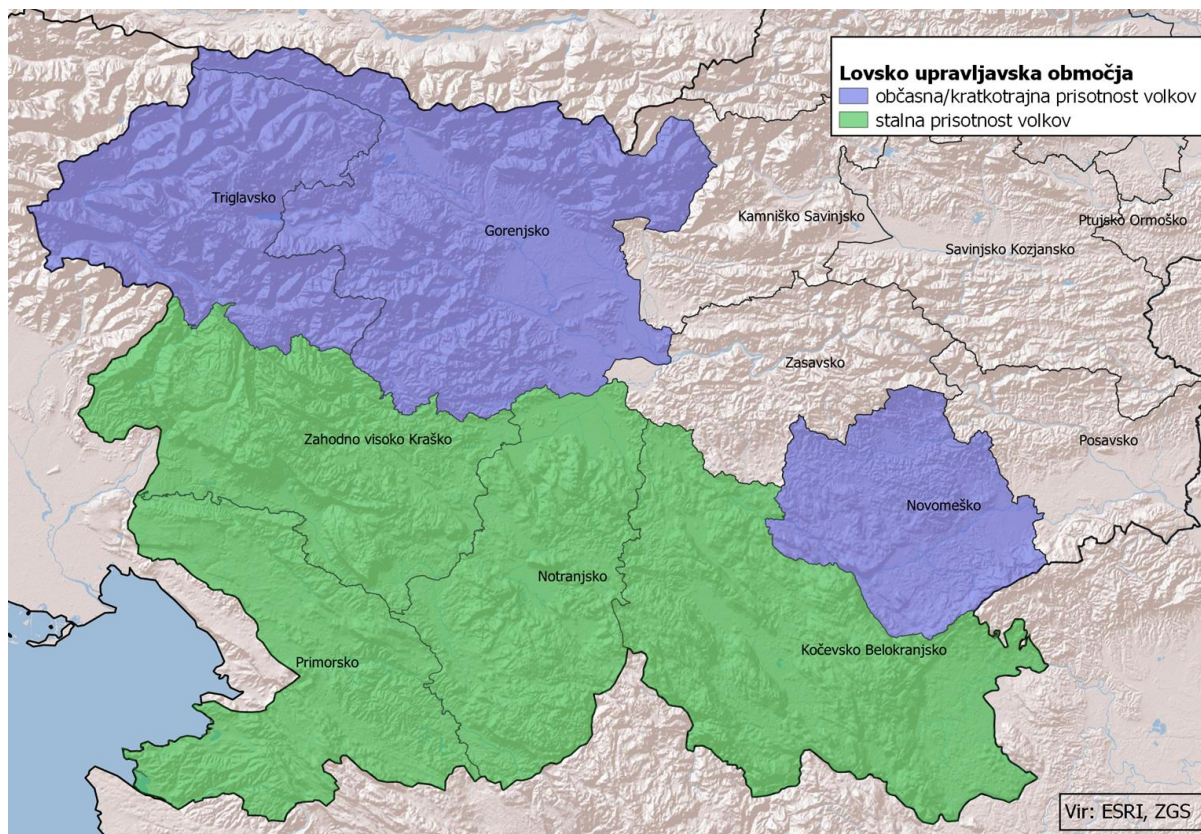 Lovsko upravljavska območja
občasna/kratkotrajna prisotnost volkov
stalna prisotnost volkov
Triglavsko
Gorenjsko
Kamniško Savinjsko
Ptujsko Ormoško
Savinjsko Kozjansko
Zasavsko
Zahodno visoko Kraško
Posavsko
Novomeško
Notranjsko
Kočevsko Belokranjsko
Primorsko
Vir: ESRI, ZGS